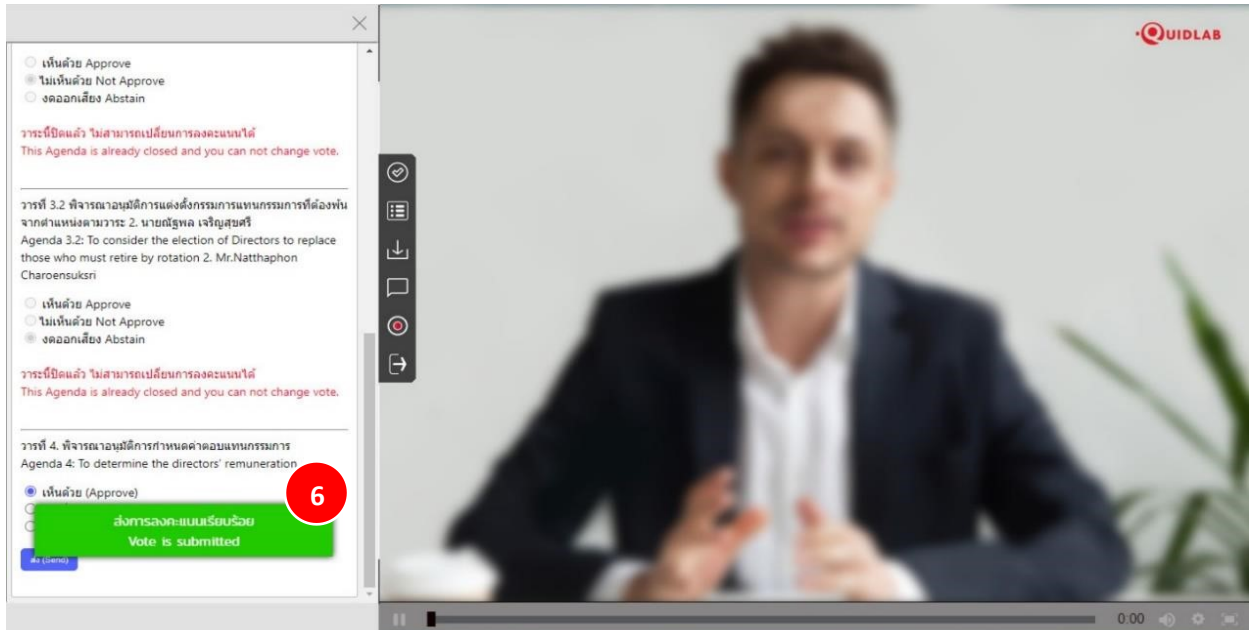 เห็นด้วย Approve
ไม่เห็นด้วย Not Approve
งดออกเสียง Abstain
วาระนี้ปิดแล้ว ไม่สามารถเปลี่ยนการลงคะแนนได้
This Agenda is already closed and you can not change vote.
วารที่ 3.2 พิจารณาอนุมัติการแต่งตั้งกรรมการแทนกรรมการที่ต้องพ้น
จากตำแหน่งตามวาระ 2. นายณัฐพล เจริญสุขศรี
Agenda 3.2: To consider the election of Directors to replace
those who must retire by rotation 2. Mr.Natthaphon
Charoensuksri
เห็นด้วย Approve
ไม่เห็นด้วย Not Approve
งดออกเสียง Abstain
วาระนี้ปิดแล้ว ไม่สามารถเปลี่ยนการลงคะแนนได้
This Agenda is already closed and you can not change vote.
วารที่ 4. พิจารณาอนุมัติการกำหนดค่าตอบแทนกรรมการ
Agenda 4: To determine the directors' remuneration
เห็นด้วย (Approve)
6
ส่งการลงคะแนนเรียบร้อย
Vote is submitted
(Send)
QUIDLAB
0:00